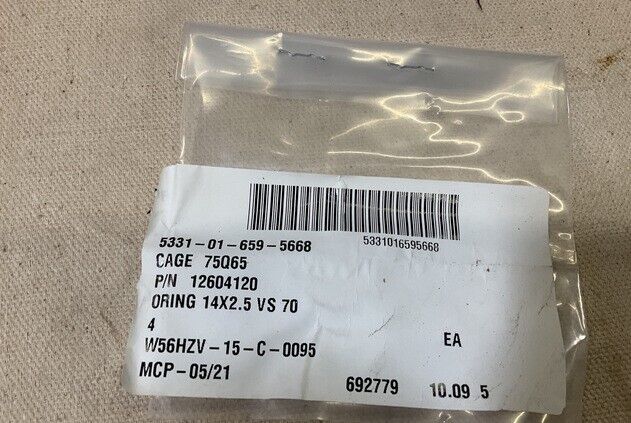 5331-01-659-5668 5331016595668
CAGE 75Q65
P/N 12604120
ORING 14X2.5 VS 70
4 EA
W56HZV-15-C-0095
MCP-05/21 692779 10.09 5